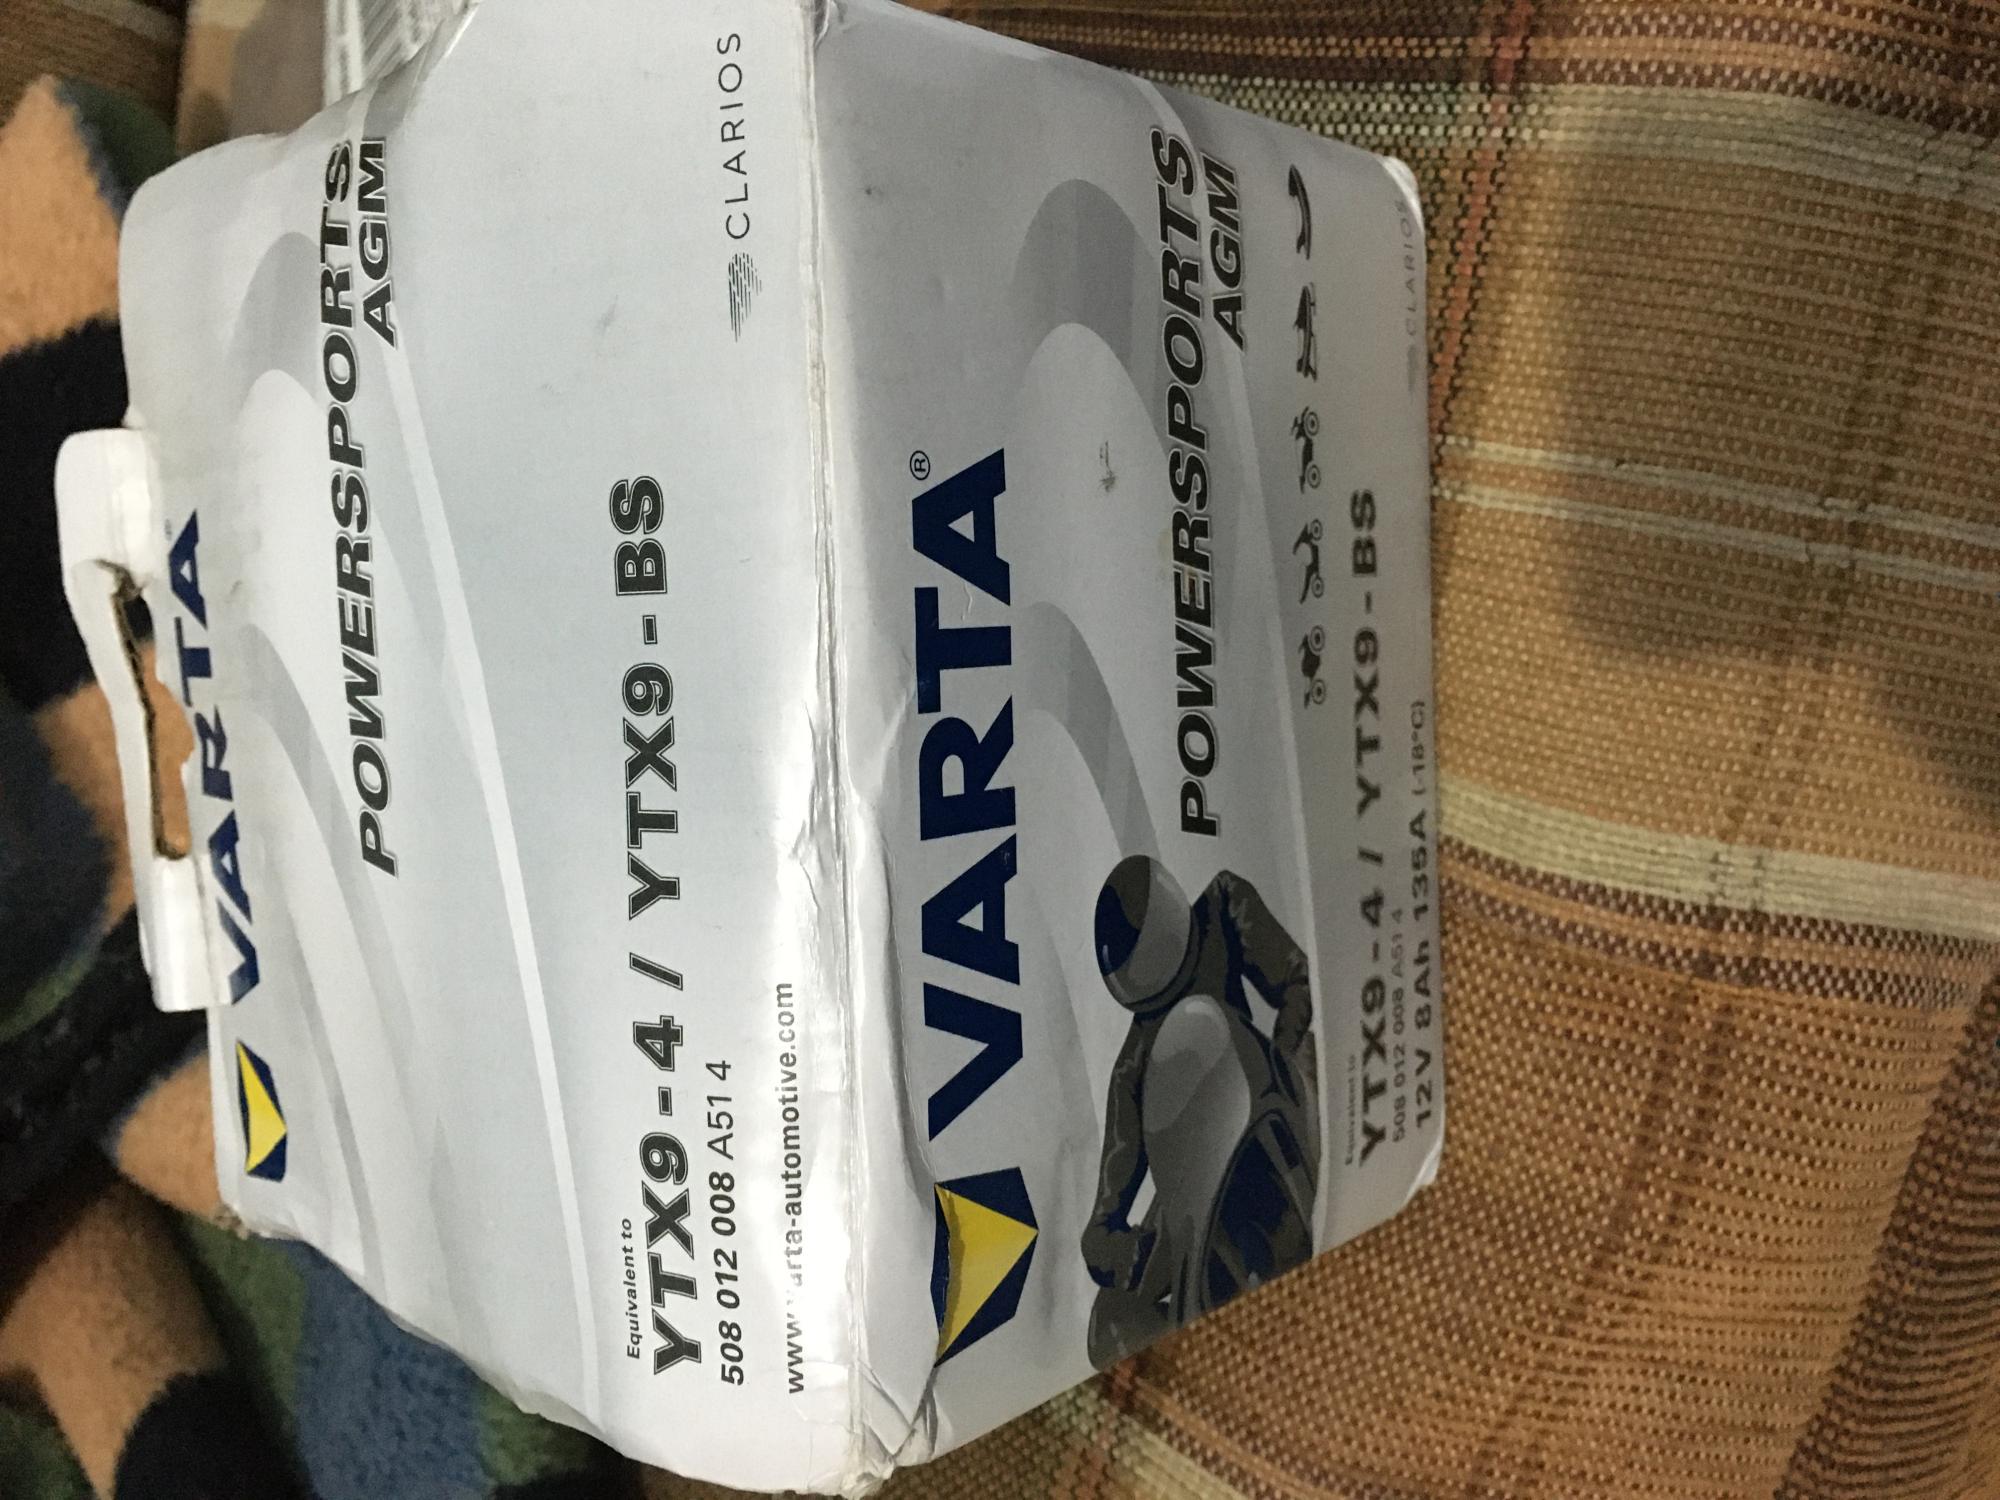 VARTA®
POWERSPORTS
AGM
Equivalent to
YTX9-4 / YTX9-BS
508 012 008 A51 4
www.varta-automotive.com
CLARIOS
VARTA®
POWERSPORTS
AGM
Equivalent to
YTX9-4 / YTX9-BS
508 012 008 A51 4
12V 8Ah 135A (-18°C)
CLARIOS